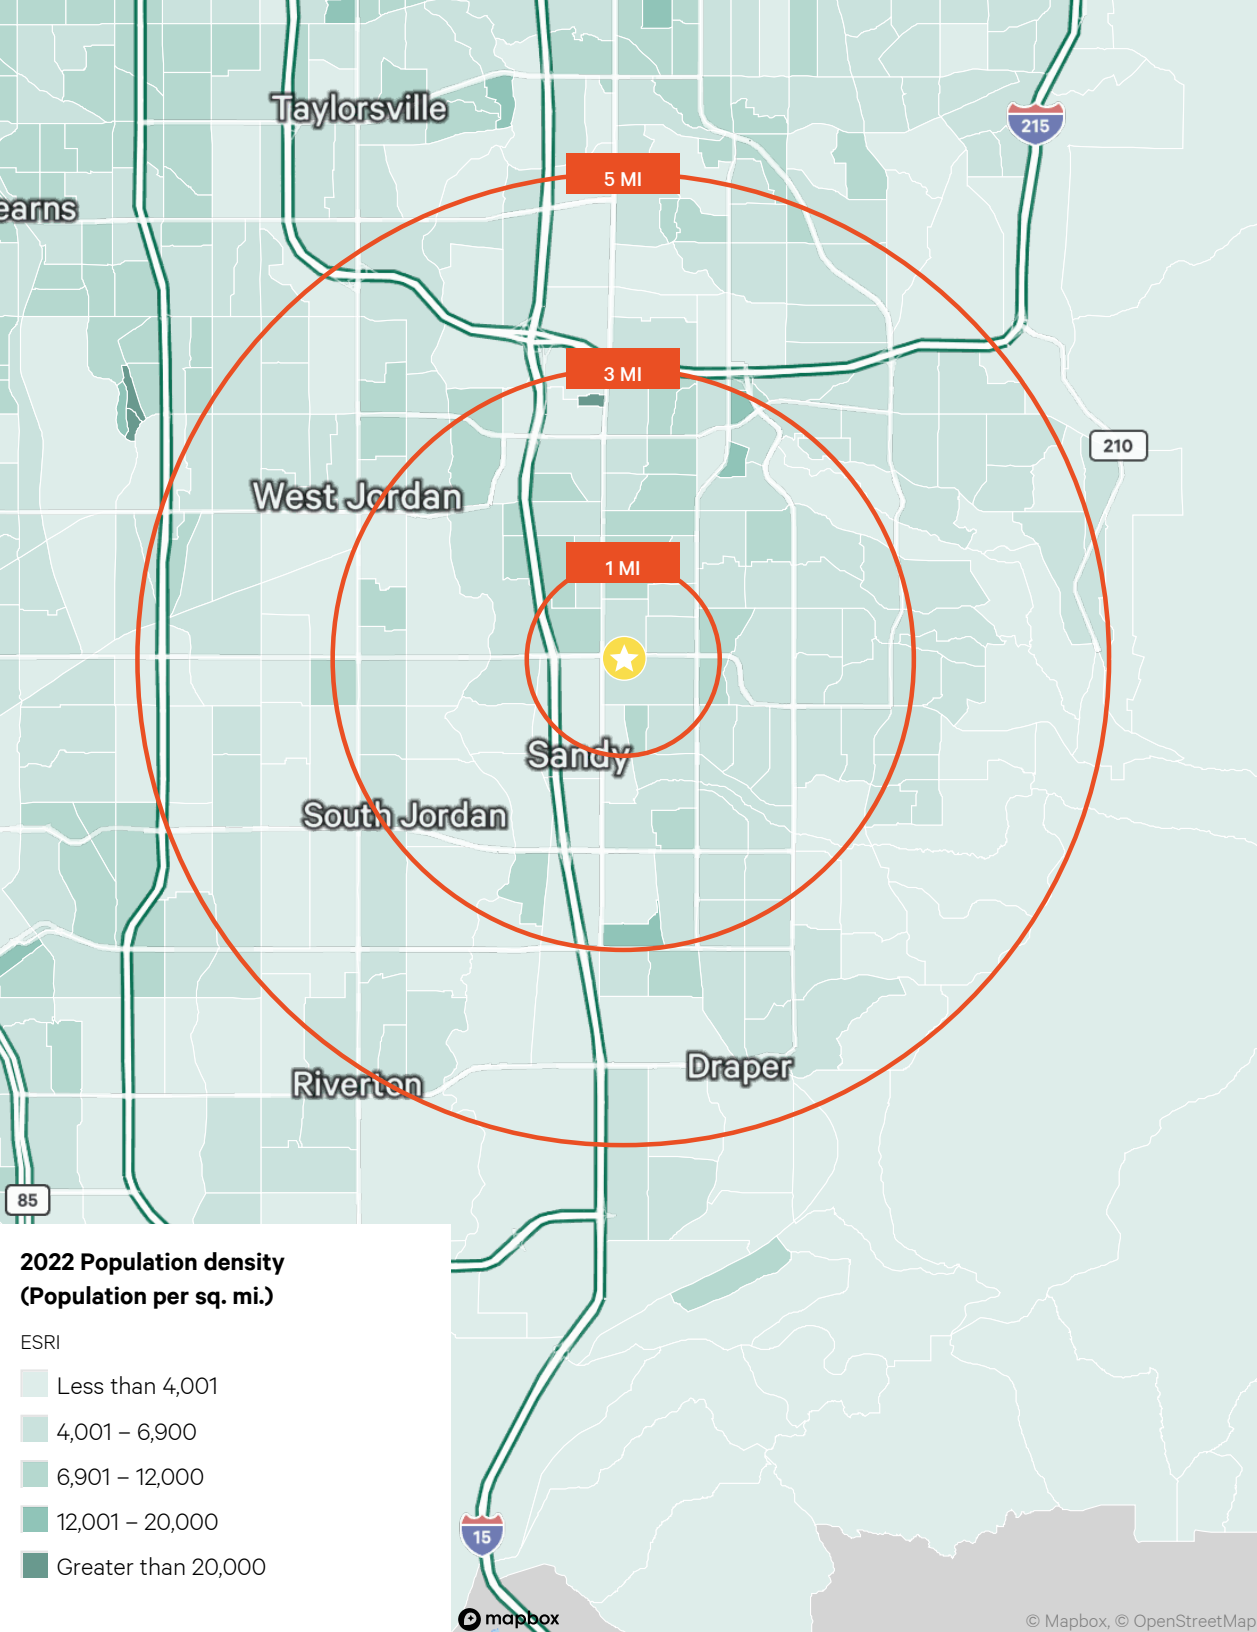 Taylorsville
215
5 MI
earns
3 MI
210
West Jordan
1 MI
Sandy
South Jordan
Draper
Riverton
85
2022 Population density
(Population per sq. mi.)
ESRI
Less than 4,001
4,001 – 6,900
6,901 – 12,000
12,001 – 20,000
Greater than 20,000
15
mapbox
© Mapbox, © OpenStreetMap